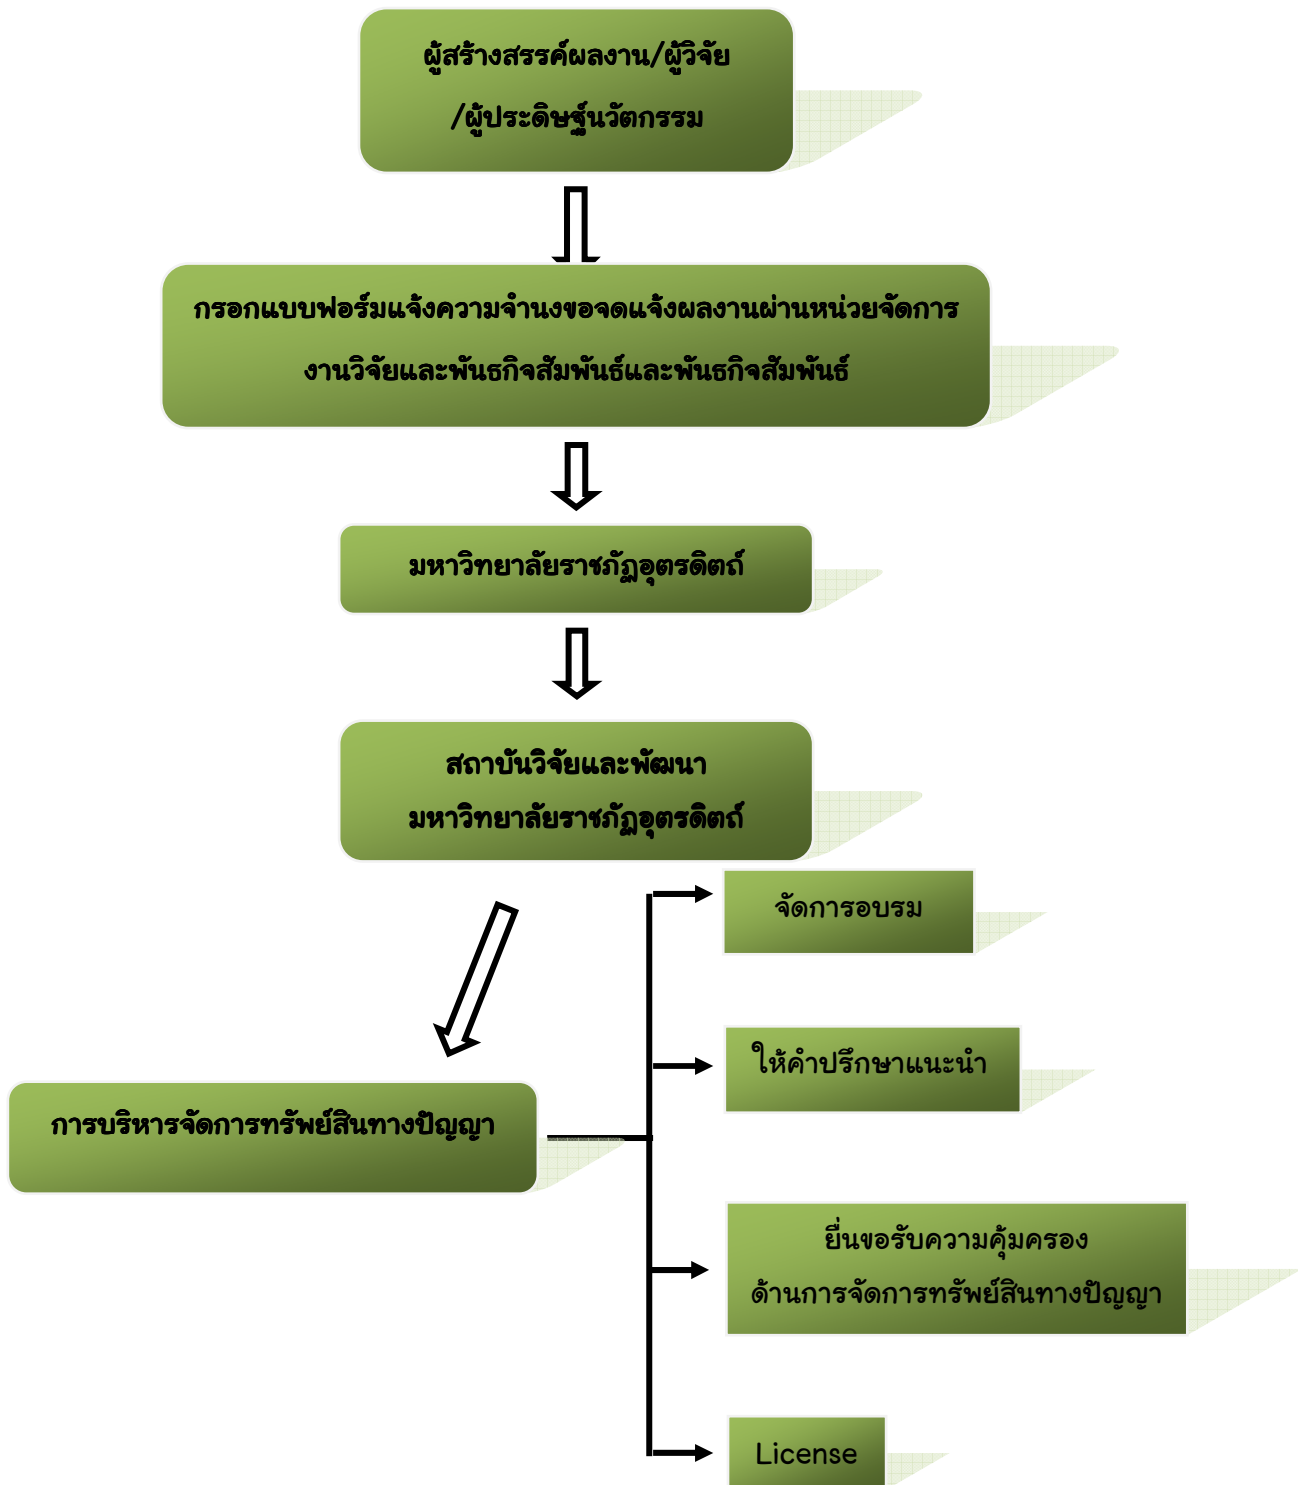 ผู้สร้างสรรค์ผลงาน/ผู้วิจัย
/ผู้ประดิษฐ์นวัตกรรม
กรอกแบบฟอร์มแจ้งความจำนงขอจดแจ้งผลงานผ่านหน่วยจัดการ
งานวิจัยและพันธกิจสัมพันธ์และพันธกิจสัมพันธ์
มหาวิทยาลัยราชภัฏอุตรดิตถ์
สถาบันวิจัยและพัฒนา
มหาวิทยาลัยราชภัฏอุตรดิตถ์
จัดการอบรม
ให้คำปรึกษาแนะนำ
การบริหารจัดการทรัพย์สินทางปัญญา
ยื่นขอรับความคุ้มครอง
ด้านการจัดการทรัพย์สินทางปัญญา
License